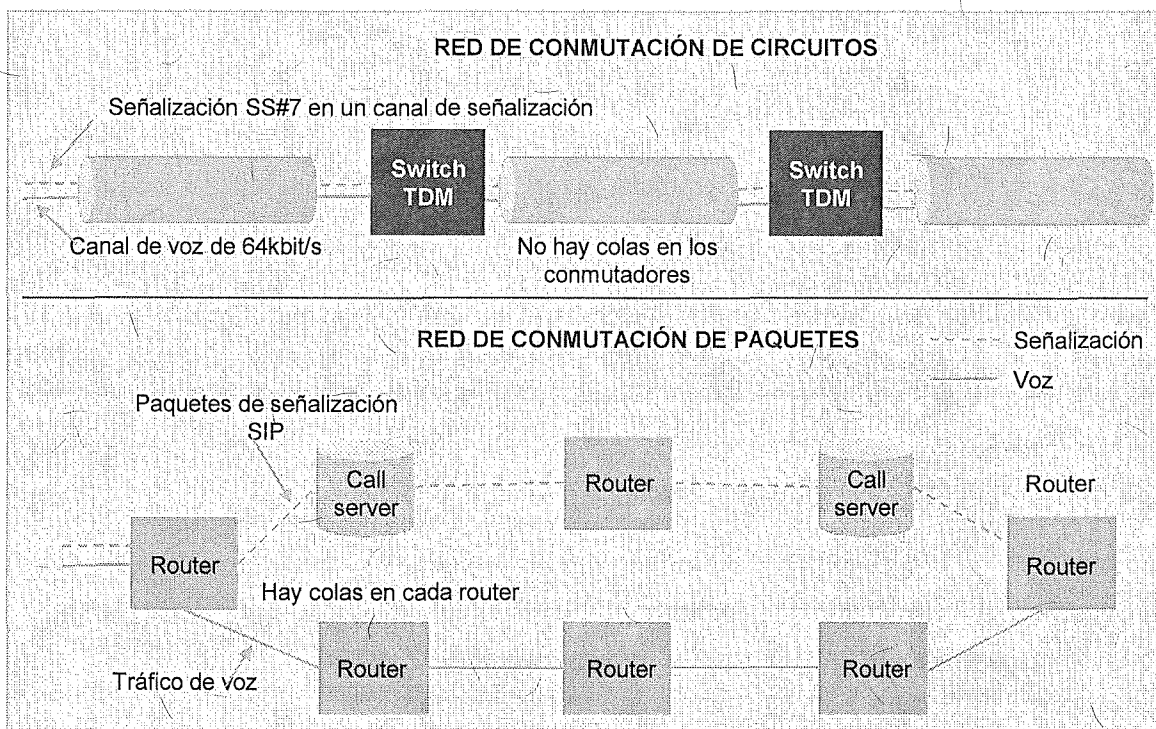 RED DE CONMUTACIÓN DE CIRCUITOS
Señalización SS#7 en un canal de señalización
Switch
TDM
Switch
TDM
Canal de voz de 64kbit/s
No hay colas en los
conmutadores
RED DE CONMUTACIÓN DE PAQUETES
Señalización
Voz
Paquetes de señalización
SIP
Call
server
Router
Call
server
Router
Router
Router
Hay colas en cada router
Router
Router
Router
Tráfico de voz